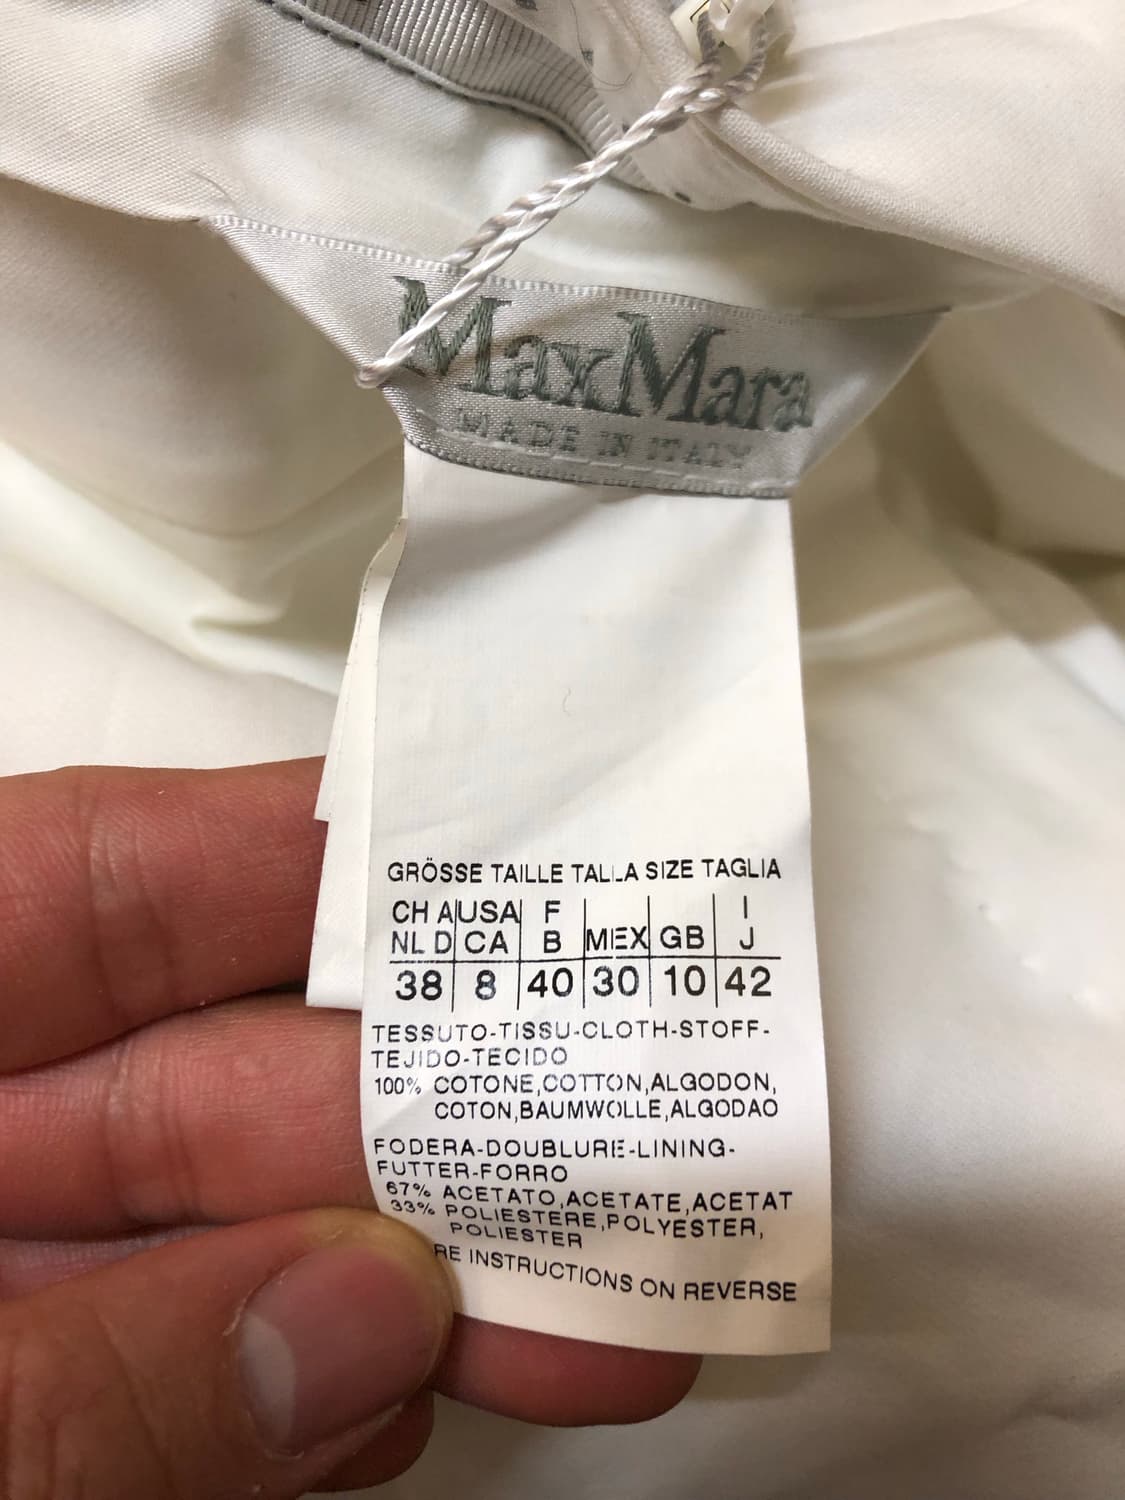 MaxMara
MADE IN ITALY
GRÖSSE TAILLE TALLA SIZE TAGLIA
CH A USA F I
NL D CA B MEX GB J
38 8 40 30 10 42
TESSUTO-TISSU-CLOTH-STOFF-
TEJIDO-TECIDO
100% COTONE,COTTON,ALGODON,
COTON,BAUMWOLLE,ALGODAO
FODERA-DOUBLURE-LINING-
FUTTER-FORRO
67% ACETATO,ACETATE,ACETAT
33% POLIESTERE,POLYESTER,
POLIESTER
RE INSTRUCTIONS ON REVERSE